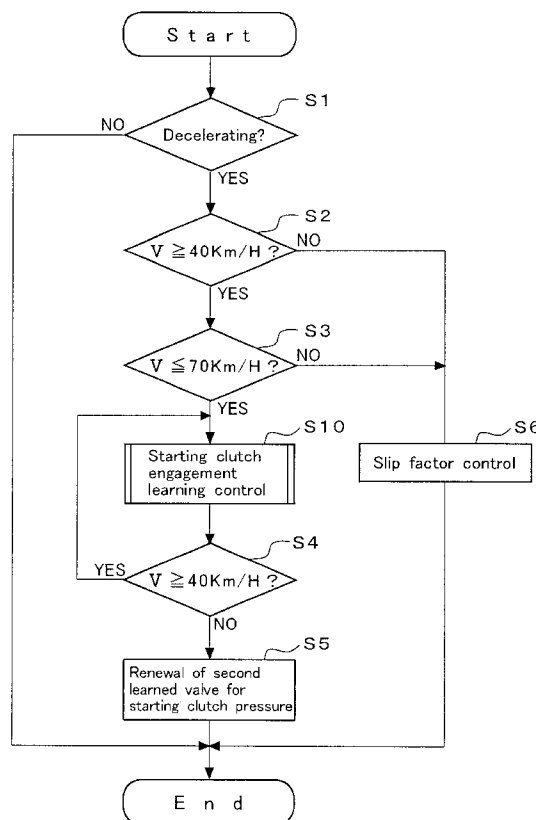 Start
S1
NO
Decelerating?
YES
S2
V ≧ 40Km/H ?
NO
YES
S3
V ≦ 70Km/H ?
NO
YES
S10
Starting clutch
engagement
learning control
S6
Slip factor control
S4
YES
V ≧ 40Km/H ?
NO
S5
Renewal of second
learned valve for
starting clutch pressure
End